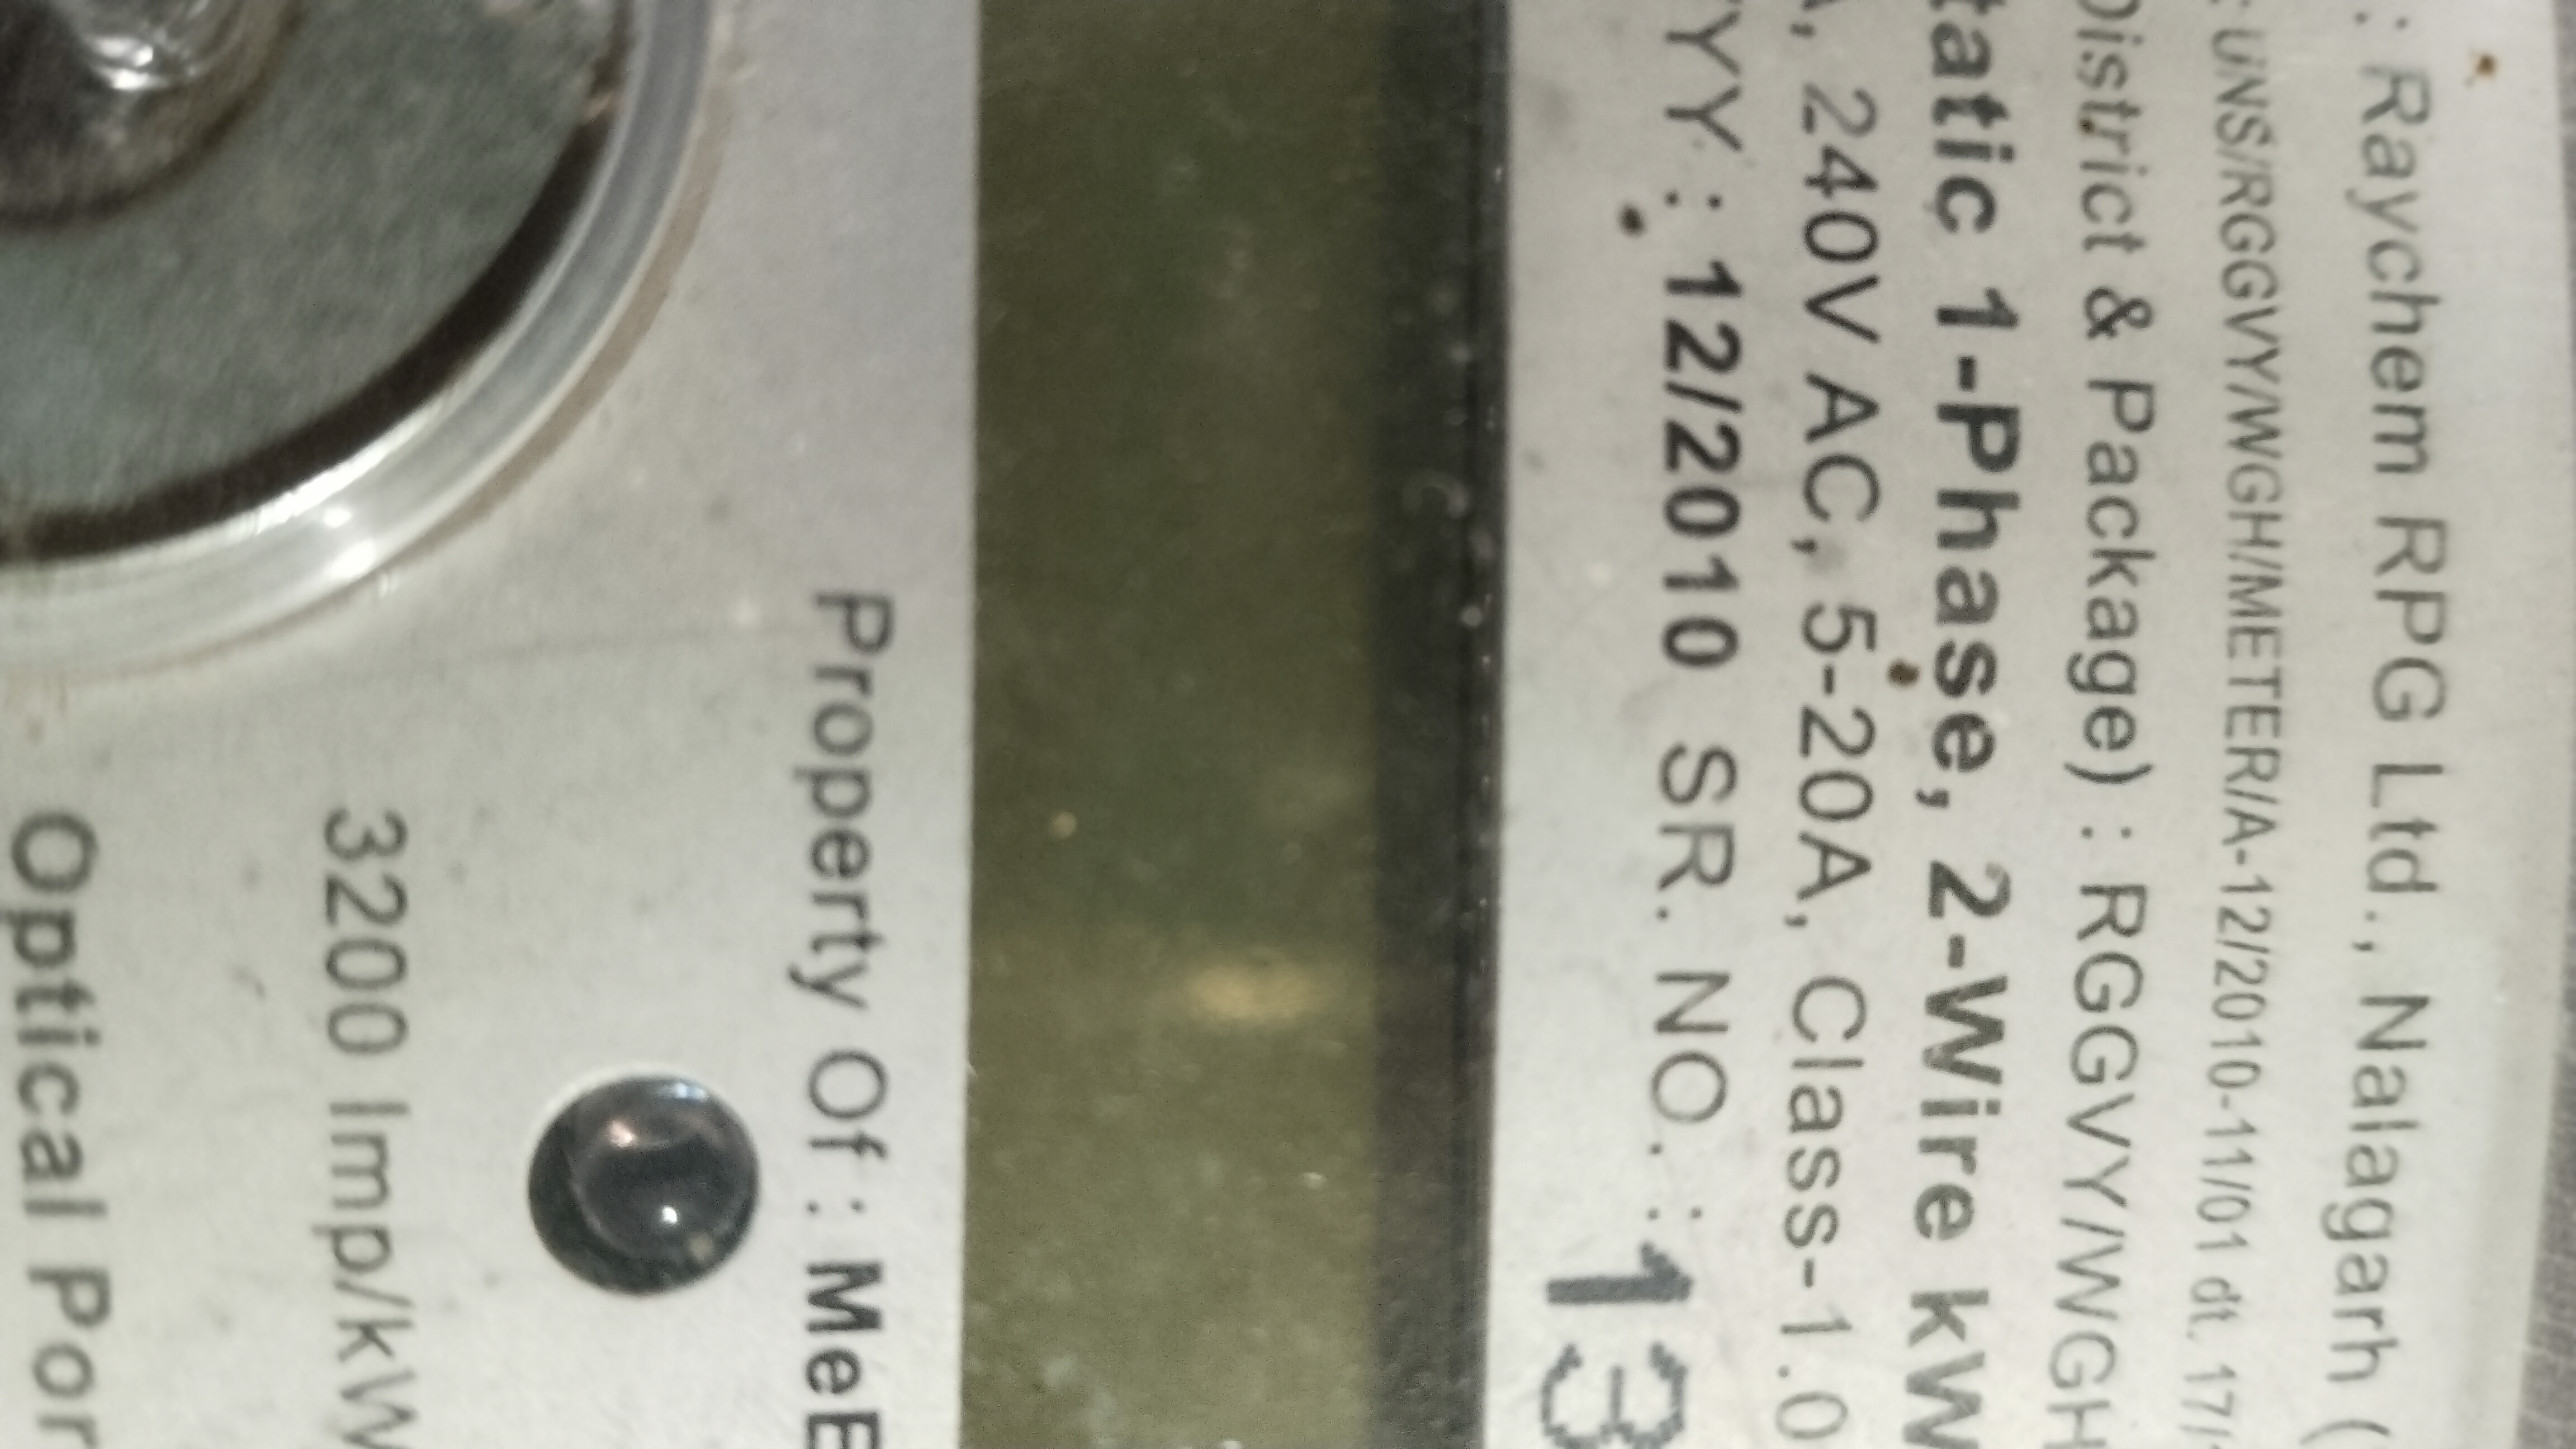 : Raychem RPG Ltd., Nalagarh (
: UNS/RGGVY/WGH/METER/A-12/2010-11/01 dt. 17/
District & Package) : RGGVY/WGH
tatic 1-Phase, 2-Wire kW
A, 240V AC, 5-20A, Class-1.0
YYY : 12/2010 SR. NO. : 13
Property Of : MeE
3200 Imp/kW
Optical Por